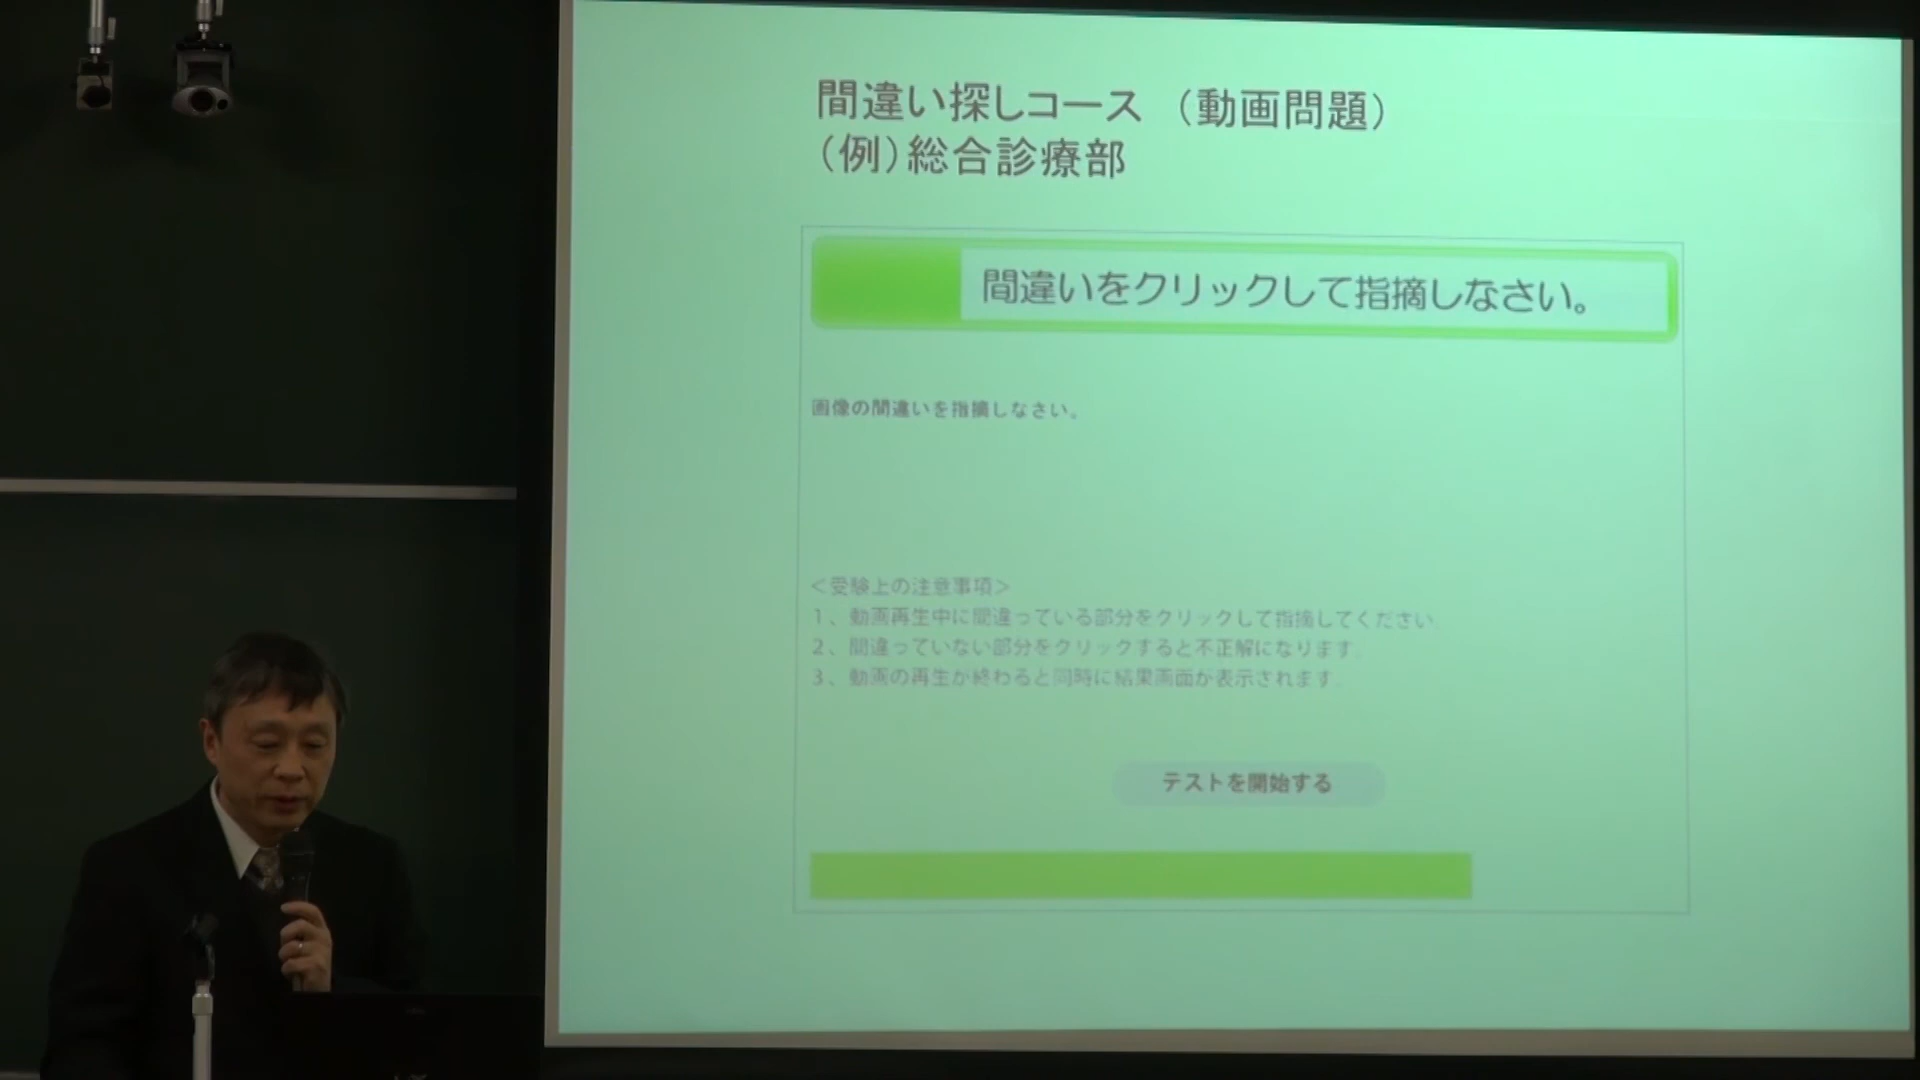 間違い探しコース （動画問題）
（例）総合診療部
間違いをクリックして指摘しなさい。
画像の間違いを指摘しなさい。
＜受験上の注意事項＞
１、動画再生中に間違っている部分をクリックして指摘してください.
２、間違っていない部分をクリックすると不正解になります.
３、動画の再生が終わると同時に結果画面が表示されます.
テストを開始する